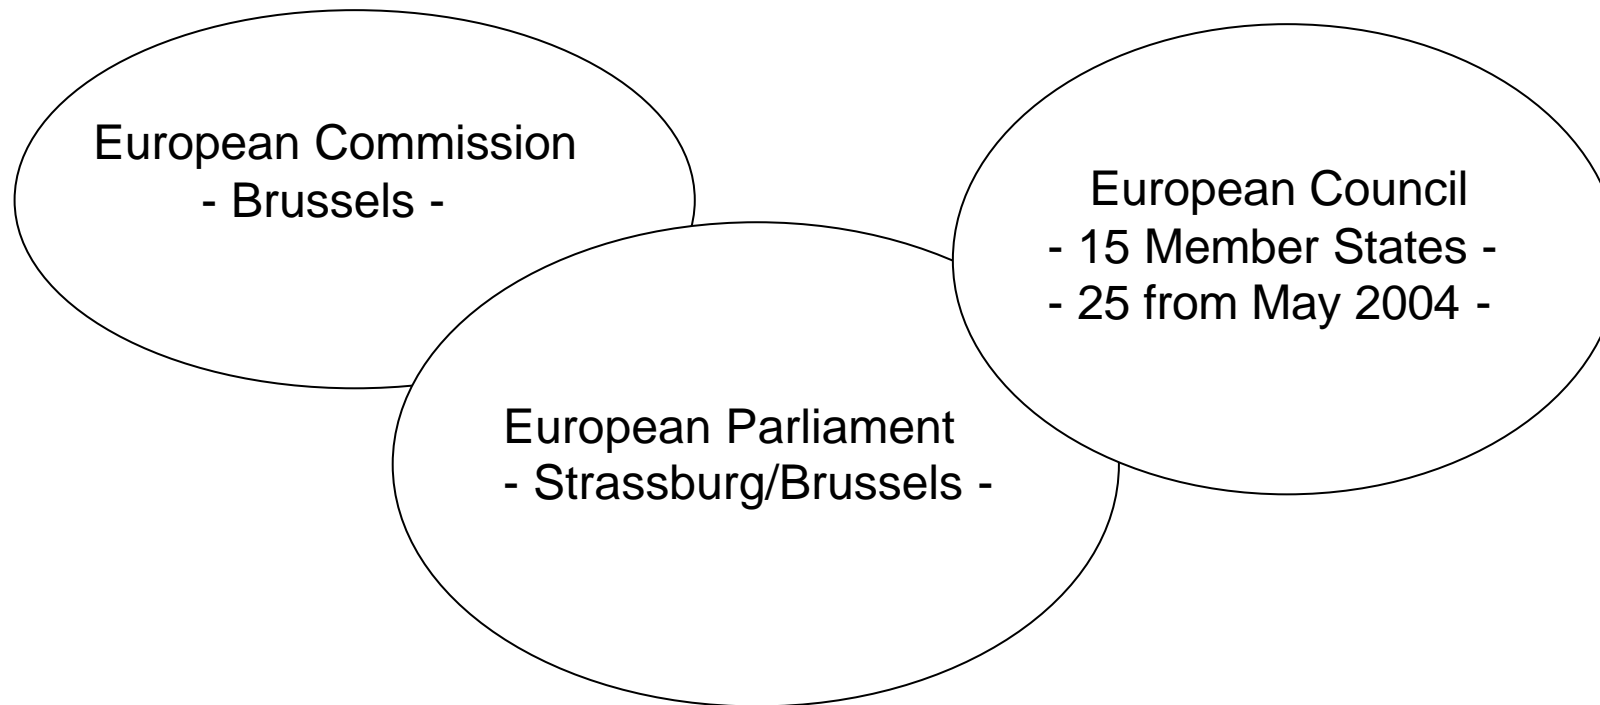 European Commission
- Brussels -
European Council
- 15 Member States -
- 25 from May 2004 -
European Parliament
- Strassburg/Brussels -